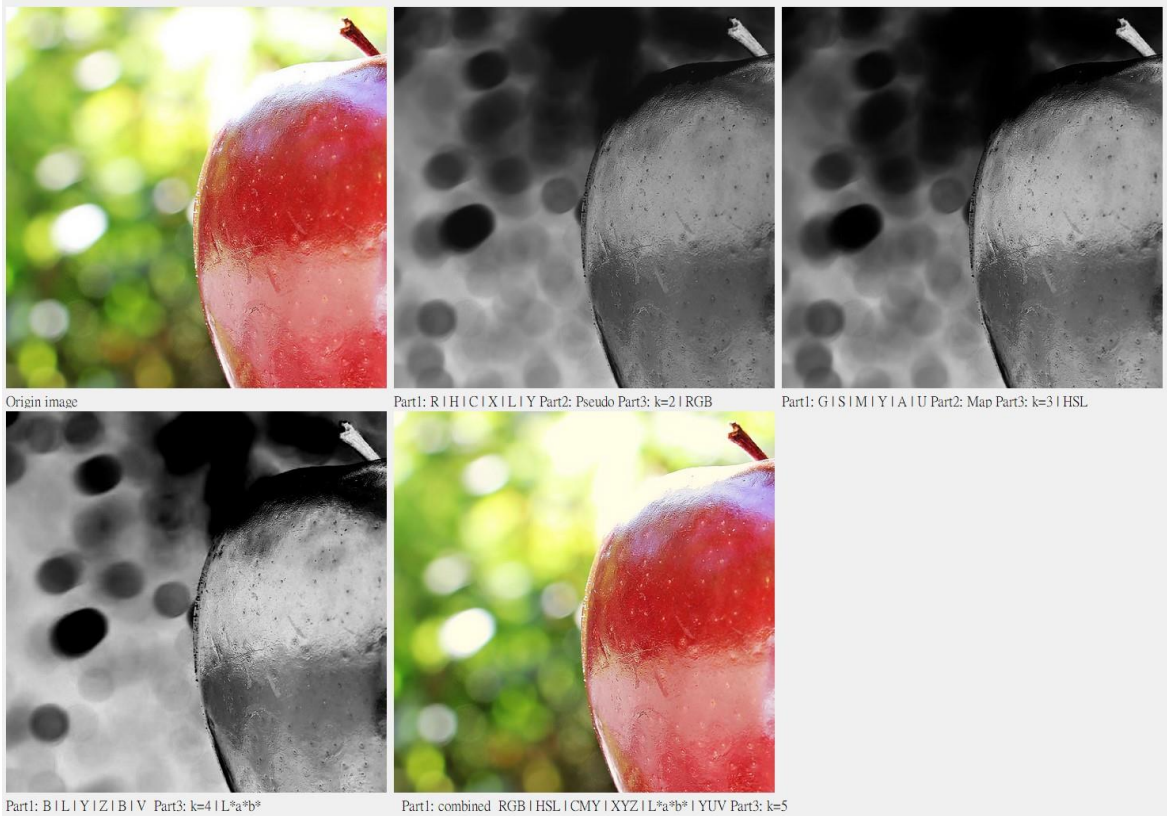 Origin image
Part1: R | H | C | X | L | Y Part2: Pseudo Part3: k=2 | RGB
Part1: G | S | M | Y | A | U Part2: Map Part3: k=3 | HSL
Part1: B | L | Y | Z | B | V  Part3: k=4 | L*a*b*
Part1: combined  RGB | HSL | CMY | XYZ | L*a*b* | YUV Part3: k=5